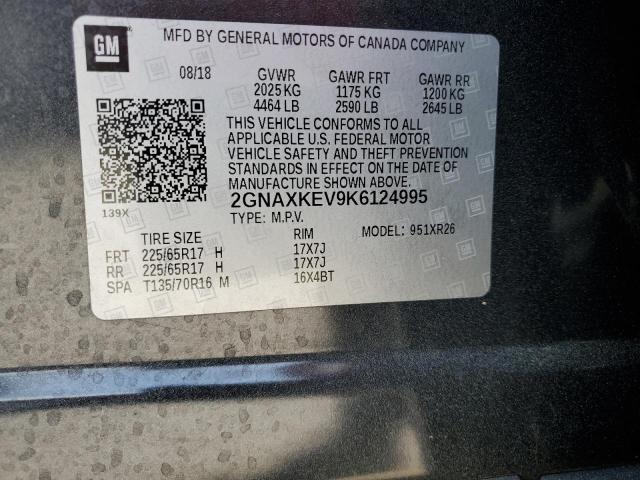 GM
MFD BY GENERAL MOTORS OF CANADA COMPANY
08/18 GVWR GAWR FRT GAWR RR
2025 KG 1175 KG 1200 KG
4464 LB 2590 LB 2645 LB
THIS VEHICLE CONFORMS TO ALL
APPLICABLE U.S. FEDERAL MOTOR
VEHICLE SAFETY AND THEFT PREVENTION
STANDARDS IN EFFECT ON THE DATE OF
MANUFACTURE SHOWN ABOVE.
139X 2GNAXKEV9K6124995
TYPE: M.P.V. MODEL: 951XR26
TIRE SIZE RIM
FRT 225/65R17 H 17X7J
RR 225/65R17 H 17X7J
SPA T135/70R16 M 16X4BT